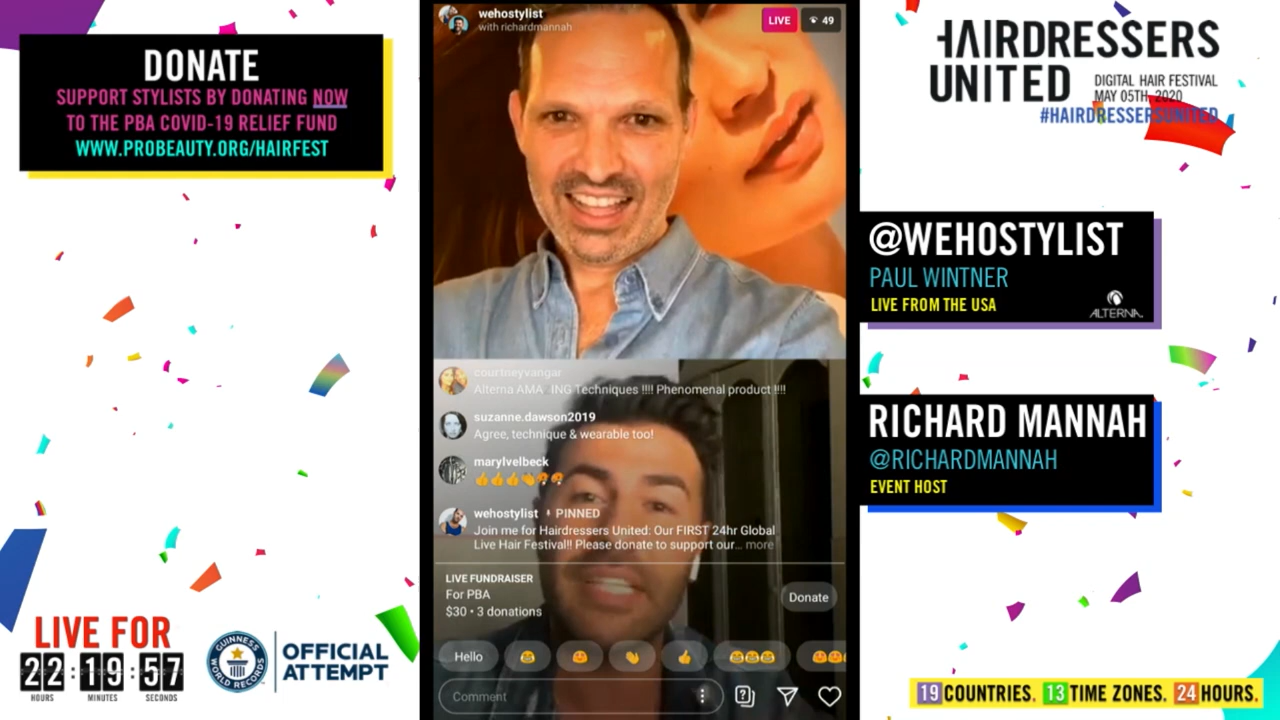 DONATE
SUPPORT STYLISTS BY DONATING NOW
TO THE PBA COVID-19 RELIEF FUND
WWW.PROBEAUTY.ORG/HAIRFEST
LIVE FOR
22:19:57
HOURS MINUTES SECONDS
GUINNESS WORLD RECORDS
OFFICIAL
ATTEMPT
wehostylist
with richardmannah
LIVE
49
courtneyvangar
Alterna AMA ING Techniques !!!! Phenomenal product !!!!
suzanne.dawson2019
Agree, technique & wearable too!
marylvelbeck
👍👍👍👏🥰🥰
wehostylist PINNED
Join me for Hairdressers United: Our FIRST 24hr Global
Live Hair Festival!! Please donate to support our... more
LIVE FUNDRAISER
For PBA
$30 • 3 donations
Donate
Hello
Comment
HAIRDRESSERS
UNITED
DIGITAL HAIR FESTIVAL
MAY 05TH, 2020
#HAIRDRESSERSUNITED
@WEHOSTYLIST
PAUL WINTNER
LIVE FROM THE USA
ALTERNA
RICHARD MANNAH
@RICHARDMANNAH
EVENT HOST
19 COUNTRIES. 13 TIME ZONES. 24 HOURS.